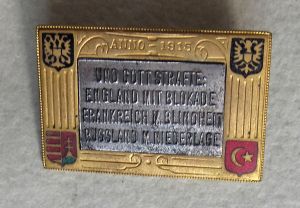 ANNO - 1915
UND GOTT STRAFTE:
ENGLAND MIT BLOKADE
FRANKREICH M. BLINDHEIT
RUSSLAND M. NIEDERLAGE